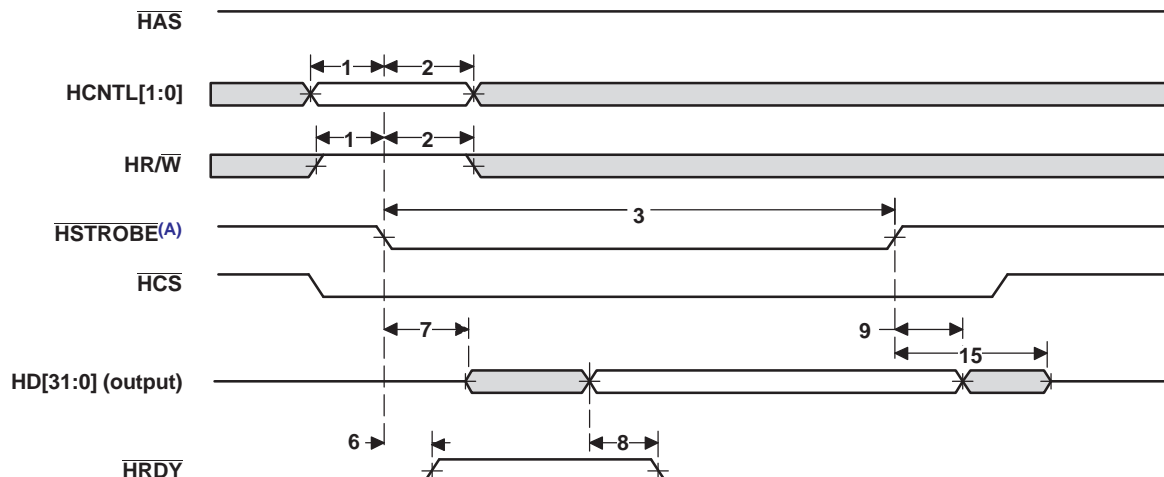 HAS
1 2
HCNTL[1:0]
1 2
HR/W
3
HSTROBE(A)
HCS
7 9
15
HD[31:0] (output)
6 8
HRDY